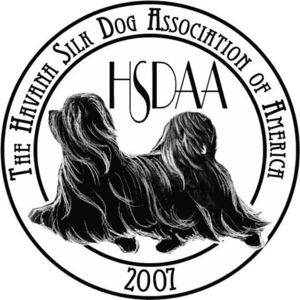 The Havana Silk Dog Association of America
HSDAA
2007